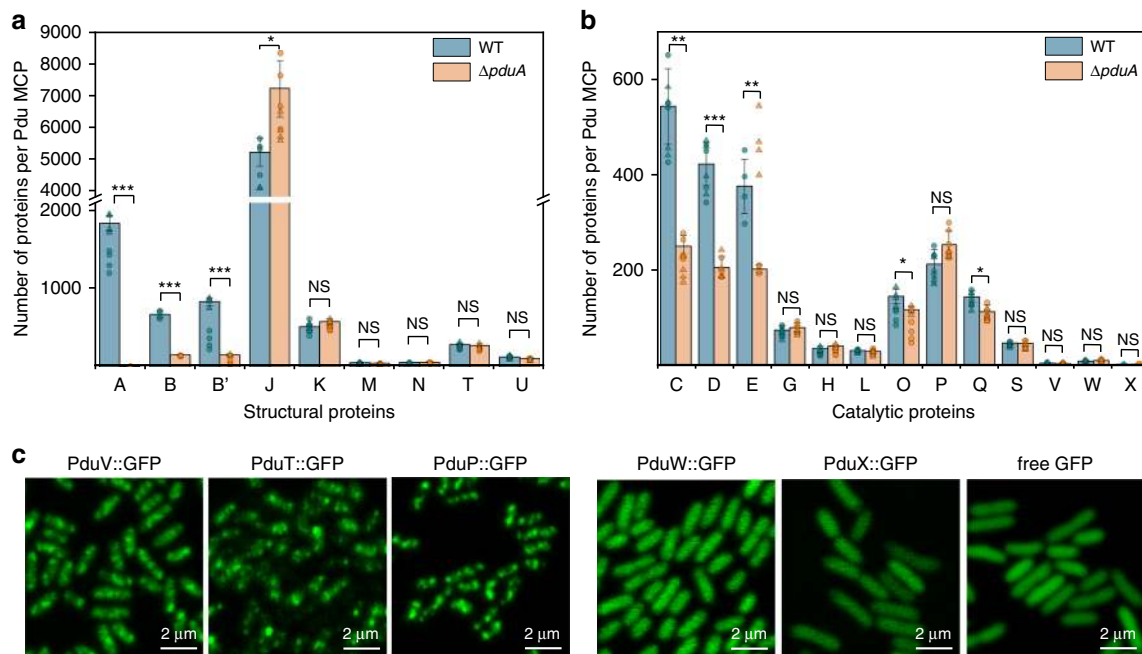 a
Number of proteins per Pdu MCP
9000
8000
7000
6000
5000
4000
2000
1000
WT
ΔpduA
***
***
***
*
NS
NS
NS
NS
NS
A B B’ J K M N T U
Structural proteins
b
Number of proteins per Pdu MCP
600
400
200
WT
ΔpduA
**
***
**
NS
NS
NS
*
NS
*
NS
NS
NS
NS
C D E G H L O P Q S V W X
Catalytic proteins
c
PduV::GFP PduT::GFP PduP::GFP PduW::GFP PduX::GFP free GFP
2 μm 2 μm 2 μm 2 μm 2 μm 2 μm